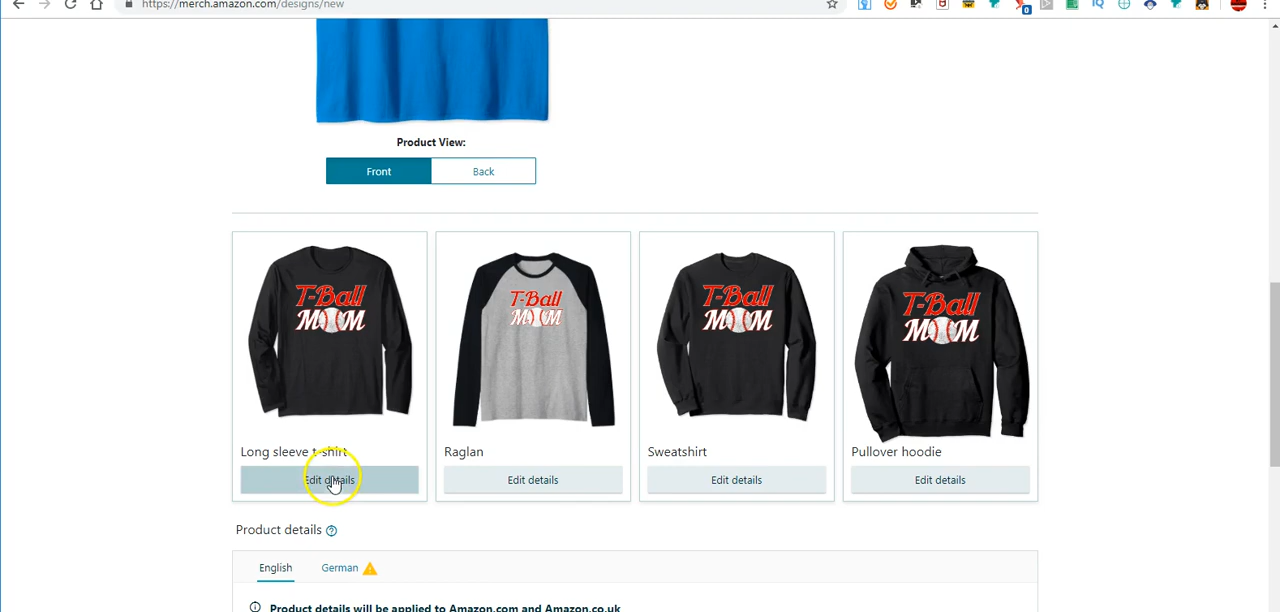 https://merch.amazon.com/designs/new
0
IQ
Product View:
Front Back
T-Ball T-Ball T-Ball T-Ball
MOM MOM MOM MOM
Long sleeve t-shirt Raglan Sweatshirt Pullover hoodie
Edit details Edit details Edit details Edit details
Product details
English German
Product details will be applied to Amazon.com and Amazon.co.uk